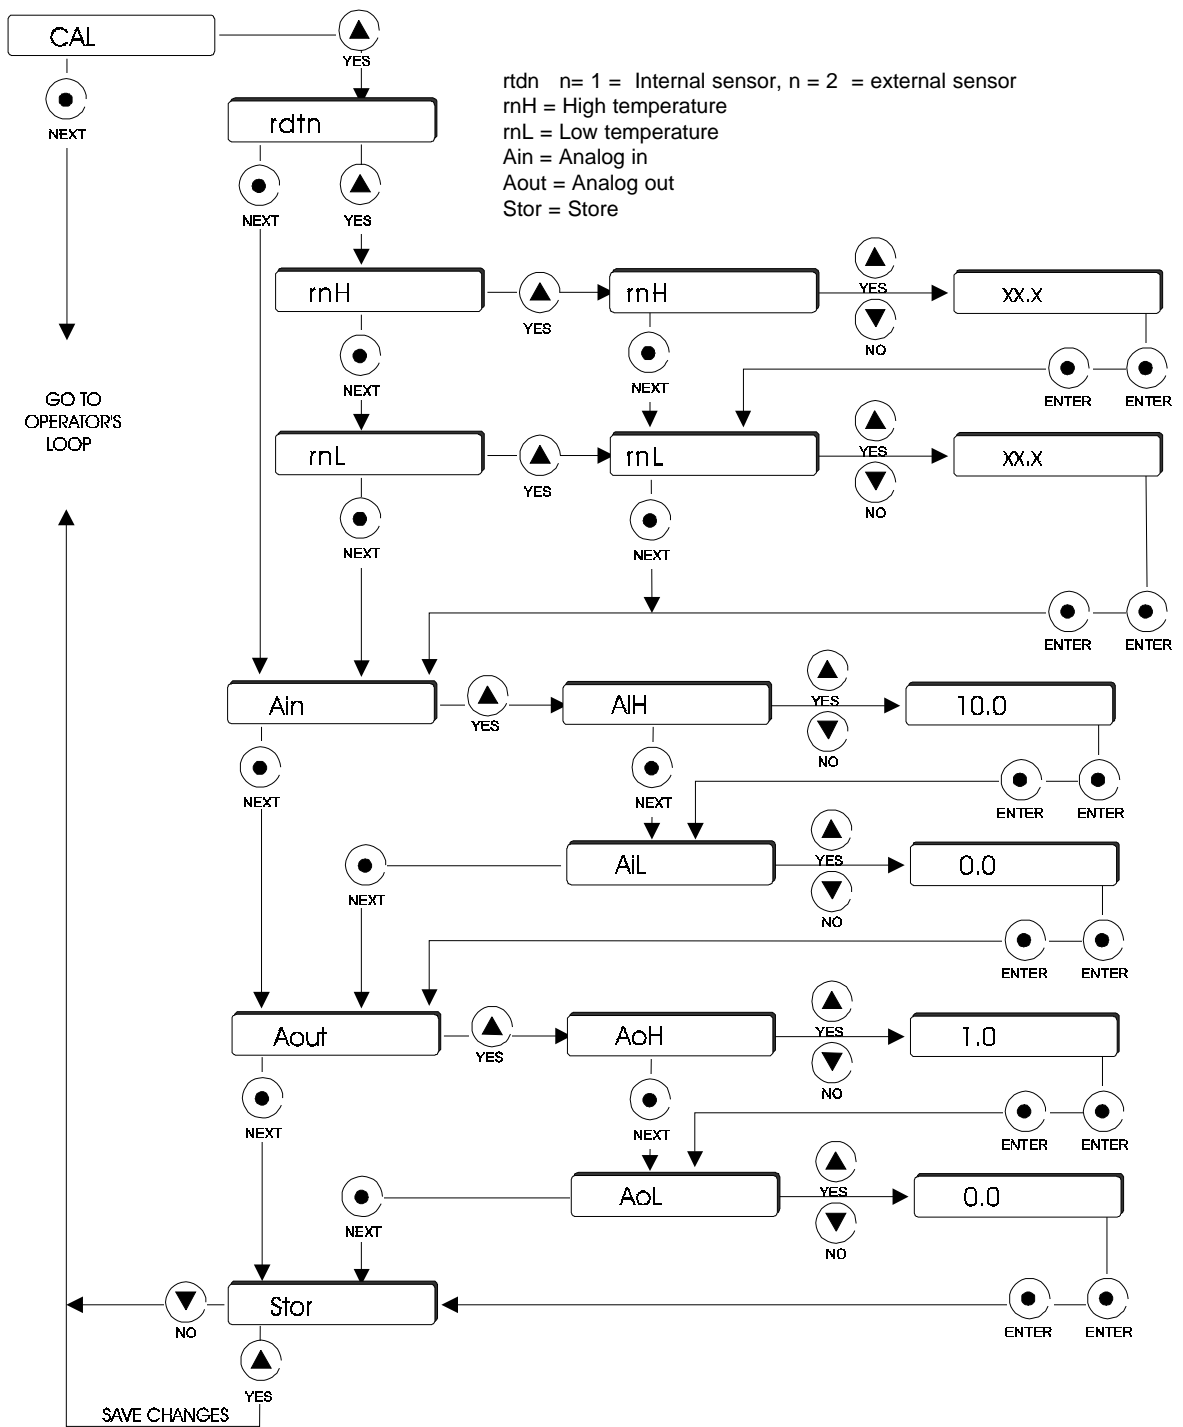 CAL
YES
NEXT
rtdn n= 1 = Internal sensor, n = 2 = external sensor
rnH = High temperature
rnL = Low temperature
Ain = Analog in
Aout = Analog out
Stor = Store
rdtn
NEXT
YES
rnH
YES
rnH
YES
NO
xx.x
NEXT
NEXT
ENTER
ENTER
GO TO
OPERATOR'S
LOOP
rnL
YES
rnL
YES
NO
xx.x
NEXT
NEXT
ENTER
ENTER
Ain
YES
AIH
YES
NO
10.0
NEXT
NEXT
ENTER
ENTER
AiL
YES
NO
0.0
NEXT
ENTER
ENTER
Aout
YES
AoH
YES
NO
1.0
NEXT
NEXT
ENTER
ENTER
AoL
YES
NO
0.0
NEXT
Stor
NO
ENTER
ENTER
YES
SAVE CHANGES